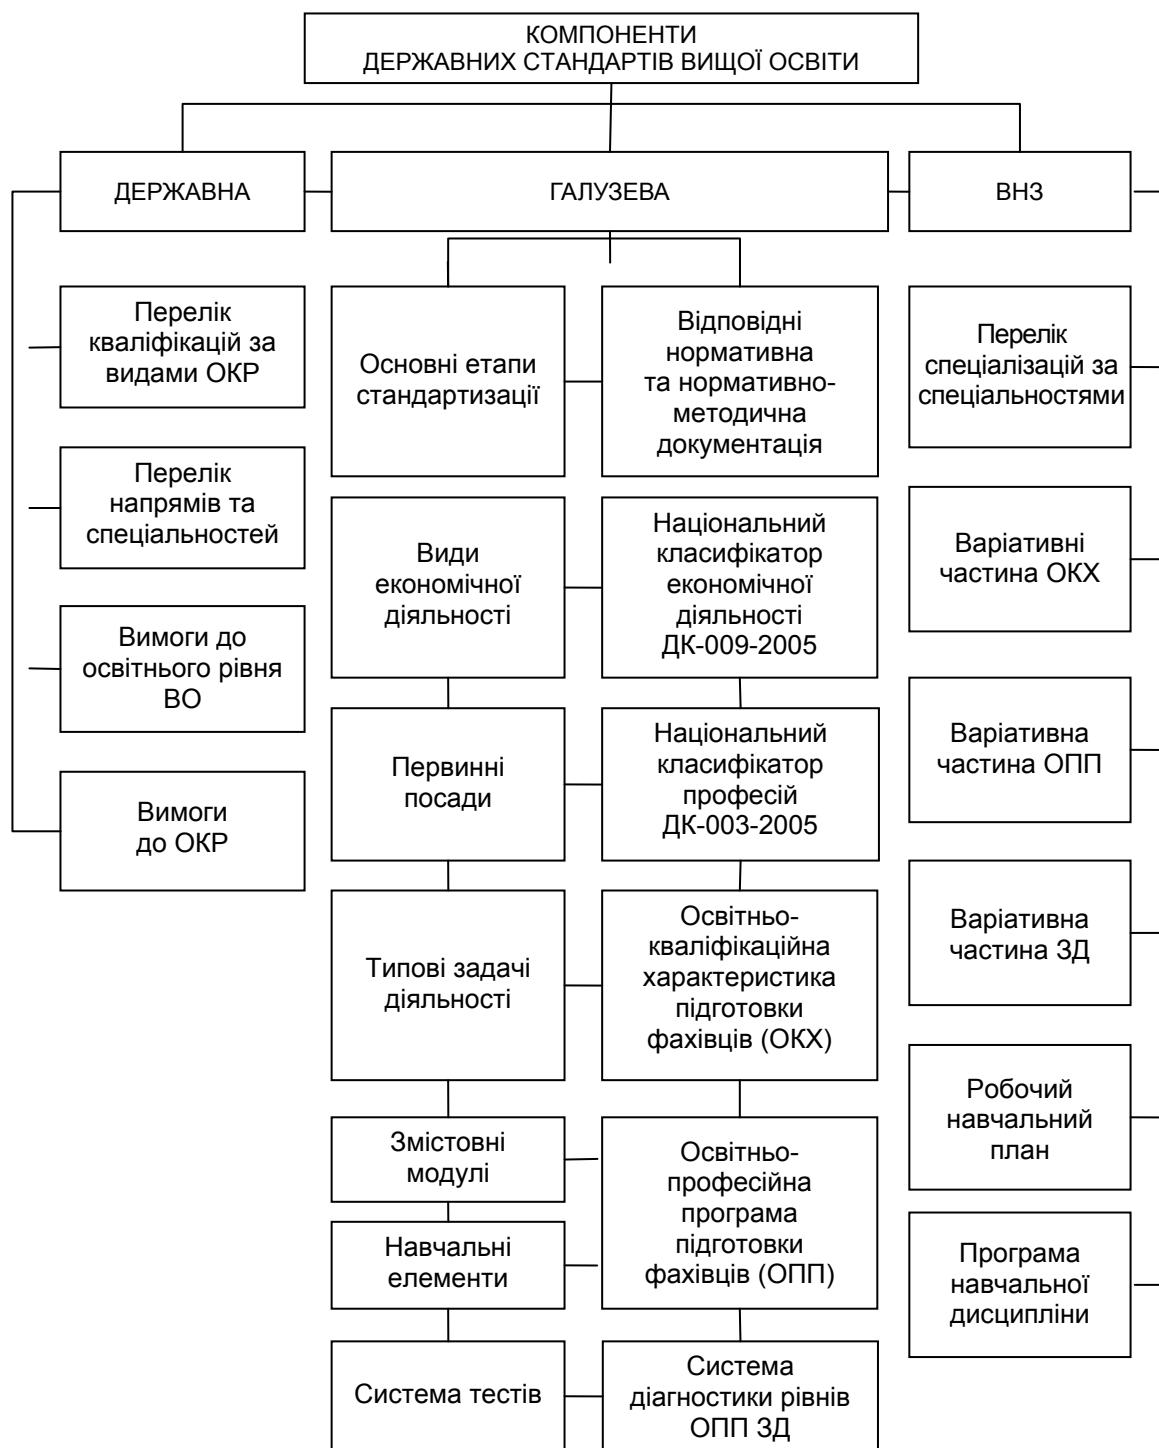 КОМПОНЕНТИ
ДЕРЖАВНИХ СТАНДАРТІВ ВИЩОЇ ОСВІТИ
ДЕРЖАВНА
ГАЛУЗЕВА
ВНЗ
Перелік
кваліфікацій за
видами ОКР
Перелік
напрямів та
спеціальностей
Вимоги до
освітнього рівня
ВО
Вимоги
до ОКР
Основні етапи
стандартизації
Відповідні
нормативна
та нормативно-
методична
документація
Види
економічної
діяльності
Національний
класифікатор
економічної
діяльності
ДК-009-2005
Первинні
посади
Національний
класифікатор
професій
ДК-003-2005
Типові задачі
діяльності
Освітньо-
кваліфікаційна
характеристика
підготовки
фахівців (ОКХ)
Змістовні
модулі
Навчальні
елементи
Освітньо-
професійна
програма
підготовки
фахівців (ОПП)
Система тестів
Система
діагностики рівнів
ОПП ЗД
Перелік
спеціалізацій за
спеціальностями
Варіативні
частина ОКХ
Варіативна
частина ОПП
Варіативна
частина ЗД
Робочий
навчальний
план
Програма
навчальної
дисципліни